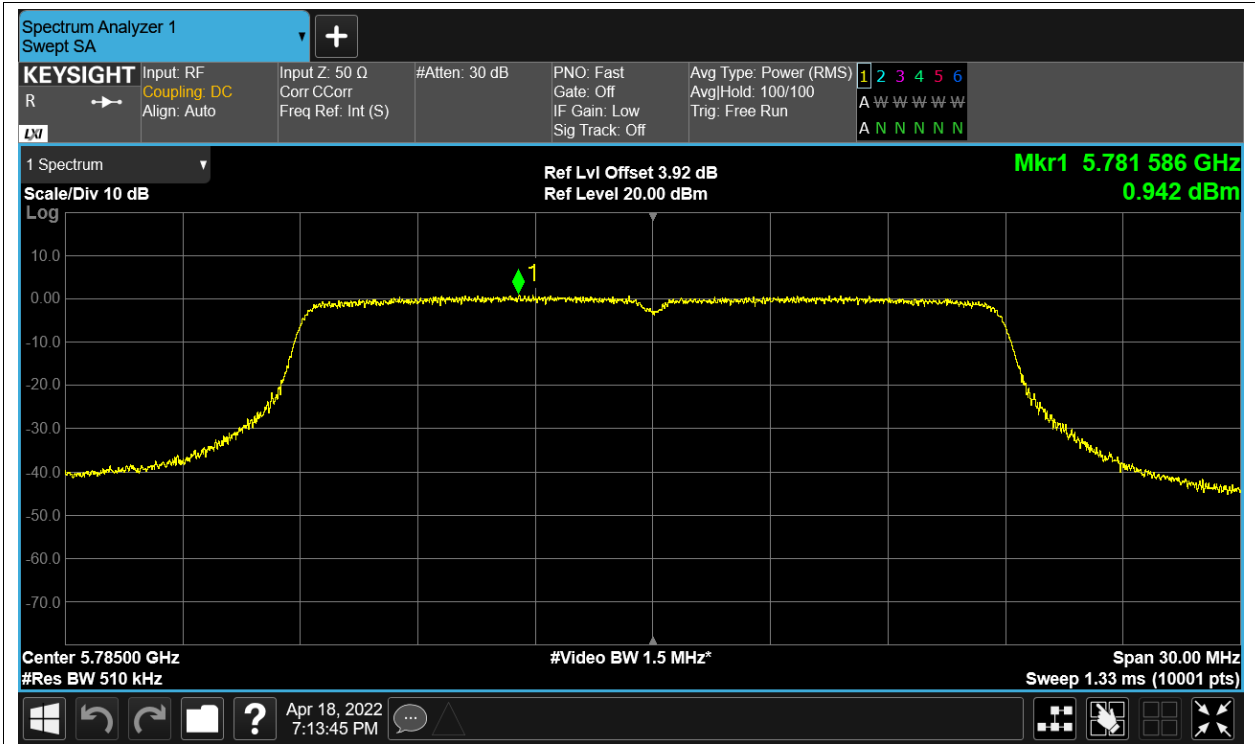 Spectrum Analyzer 1
Swept SA
KEYSIGHT
R
LXI
Input: RF
Coupling: DC
Align: Auto
Input Z: 50 Ω
Corr CCorr
Freq Ref: Int (S)
#Atten: 30 dB
PNO: Fast
Gate: Off
IF Gain: Low
Sig Track: Off
Avg Type: Power (RMS)
Avg|Hold: 100/100
Trig: Free Run
1 2 3 4 5 6
A W W W W W
A N N N N N
1 Spectrum
Scale/Div 10 dB
Log
Ref Lvl Offset 3.92 dB
Ref Level 20.00 dBm
Mkr1 5.781 586 GHz
0.942 dBm
10.0
0.00
-10.0
-20.0
-30.0
-40.0
-50.0
-60.0
-70.0
1
Center 5.78500 GHz
#Res BW 510 kHz
#Video BW 1.5 MHz*
Span 30.00 MHz
Sweep 1.33 ms (10001 pts)
?
Apr 18, 2022
7:13:45 PM